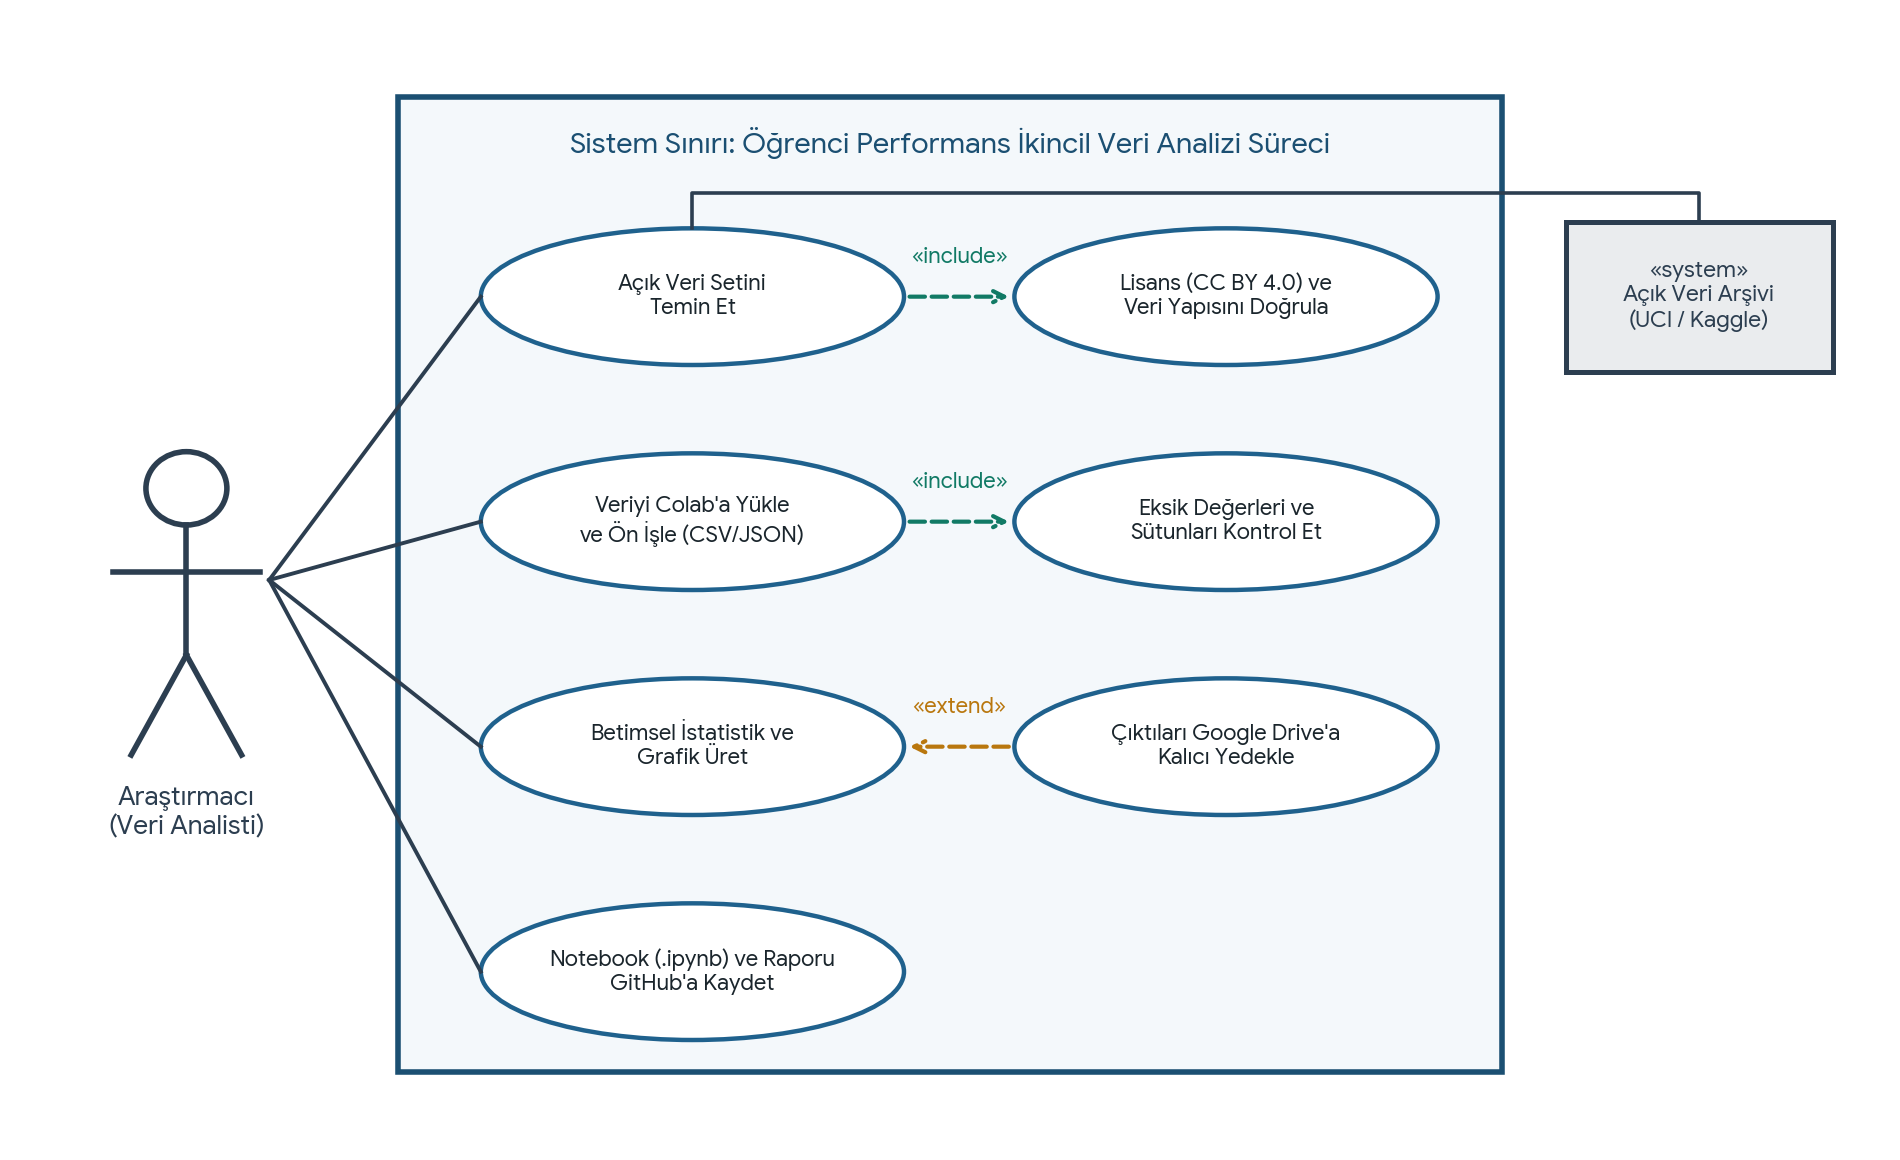 Sistem Sınırı: Öğrenci Performans İkincil Veri Analizi Süreci
Açık Veri Setini
Temin Et
«include»
Lisans (CC BY 4.0) ve
Veri Yapısını Doğrula
«system»
Açık Veri Arşivi
(UCI / Kaggle)
Veriyi Colab'a Yükle
ve Ön İşle (CSV/JSON)
«include»
Eksik Değerleri ve
Sütunları Kontrol Et
Betimsel İstatistik ve
Grafik Üret
«extend»
Çıktıları Google Drive'a
Kalıcı Yedekle
Araştırmacı
(Veri Analisti)
Notebook (.ipynb) ve Raporu
GitHub'a Kaydet